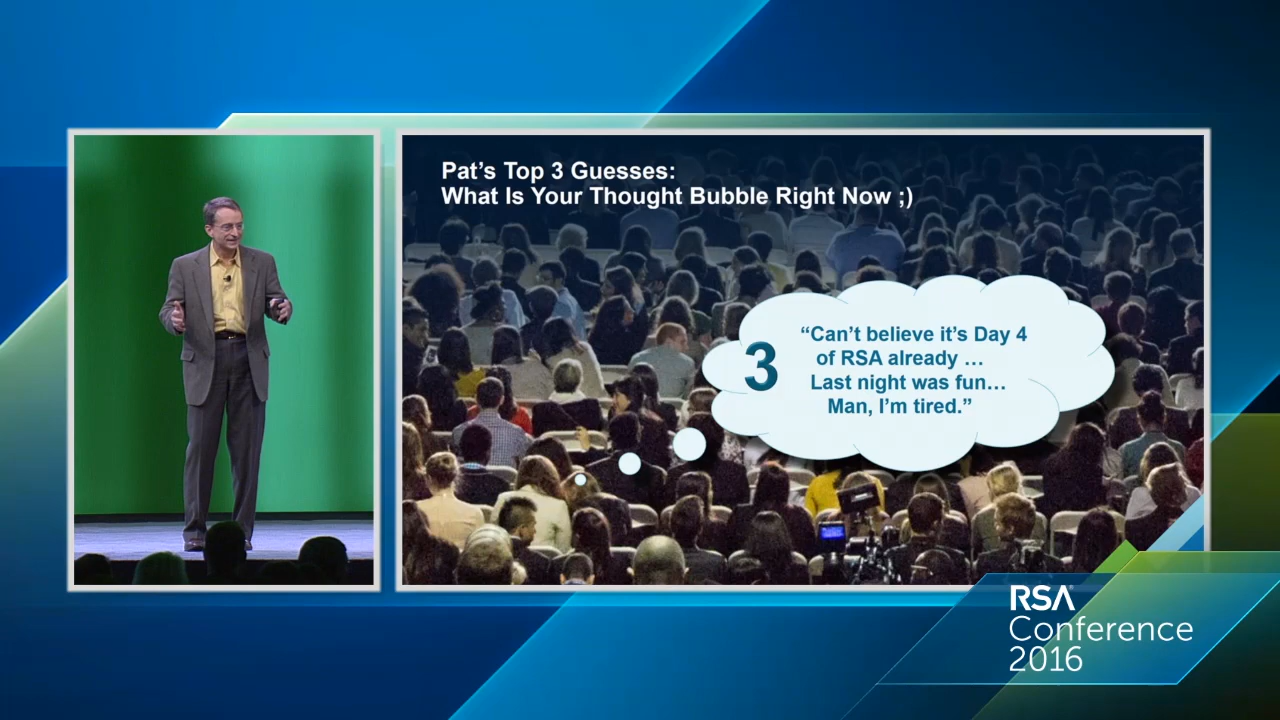 Pat's Top 3 Guesses:
What Is Your Thought Bubble Right Now ;)
3
“Can't believe it's Day 4
of RSA already …
Last night was fun…
Man, I'm tired.”
RSA
Conference
2016